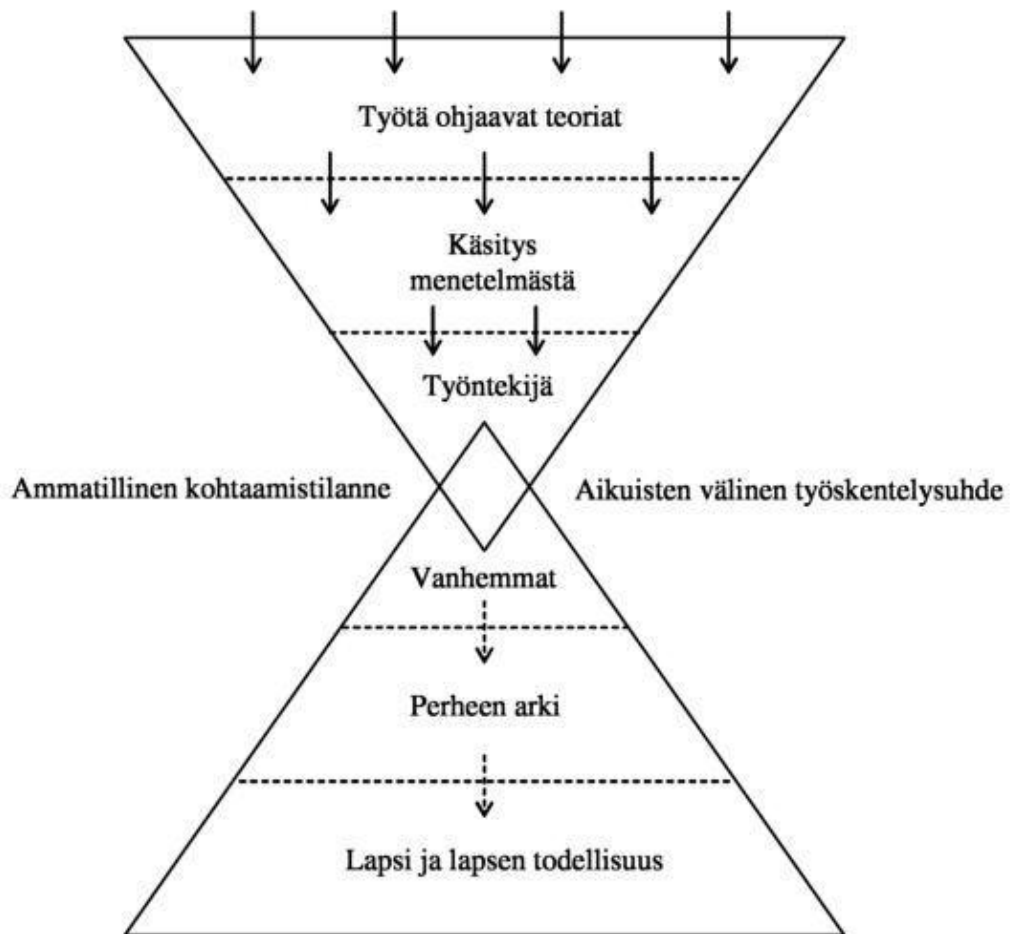 Työtä ohjaavat teoriat
Käsitys
menetelmästä
Työntekijä
Ammatillinen kohtaamistilanne
Aikuisten välinen työskentelysuhde
Vanhemmat
Perheen arki
Lapsi ja lapsen todellisuus